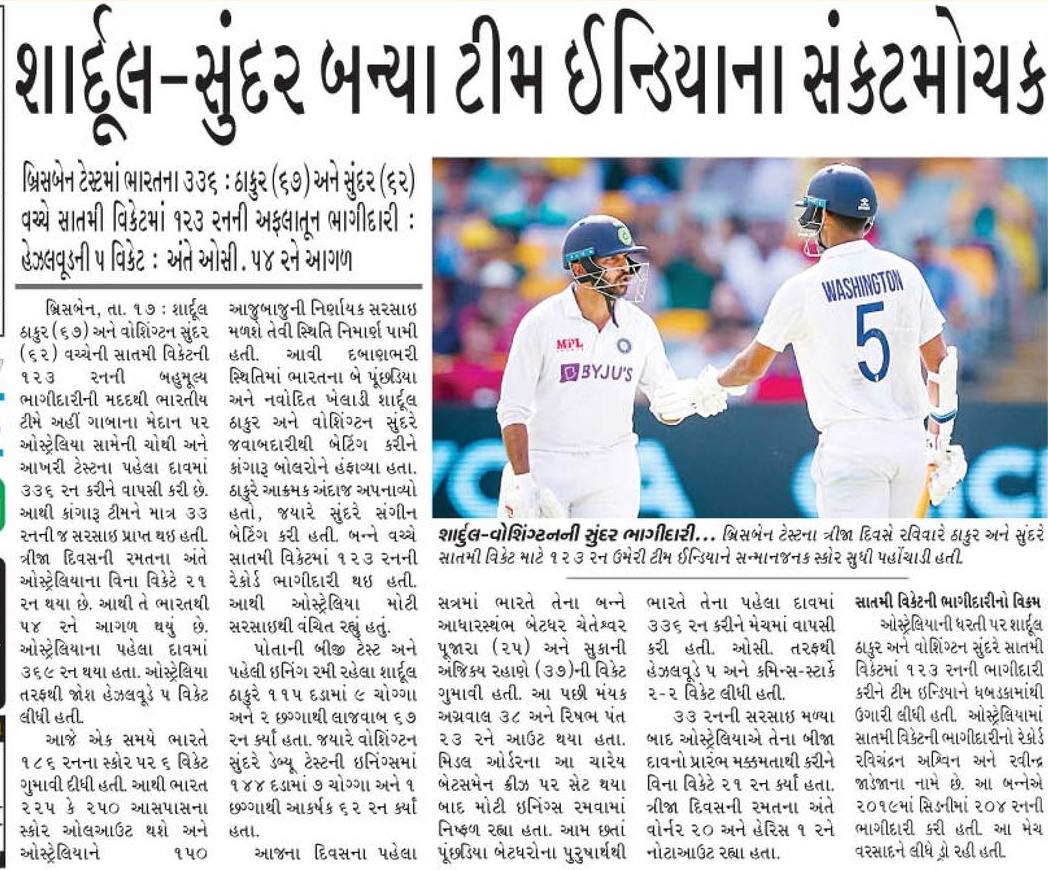 શાર્દૂલ-સુંદર બન્યા ટીમ ઈન્ડિયાના સંકટમોચક
બ્રિસબેન ટેસ્ટમાં ભારતના ૩૩૬ : ઠાકુર (૬૭) અને સુંદર (૬૨)
વચ્ચે સાતમી વિકેટમાં ૧૨૩ રનની અફલાતૂન ભાગીદારી :
હેઝલવૂડની ૫ વિકેટ : અંતે ઓસી. ૫૪ રને આગળ
બ્રિસબેન, તા. ૧૭ : શાર્દૂલ
ઠાકુર (૬૭) અને વોશિંગ્ટન સુંદર
(૬૨) વચ્ચેની સાતમી વિકેટની
૧૨૩ રનની બહુમૂલ્ય
ભાગીદારીની મદદથી ભારતીય
ટીમે અહીં ગાબાના મેદાન પર
ઓસ્ટ્રેલિયા સામેની ચોથી અને
આખરી ટેસ્ટના પહેલા દાવમાં
૩૩૬ રન કરીને વાપસી કરી છે.
આથી કાંગારૂ ટીમને માત્ર ૩૩
રનની જ સરસાઇ પ્રાપ્ત થઇ હતી.
ત્રીજા દિવસની રમતના અંતે
ઓસ્ટ્રેલિયાના વિના વિકેટે ૨૧
રન થયા છે. આથી તે ભારતથી
૫૪ રને આગળ થયું છે.
ઓસ્ટ્રેલિયાના પહેલા દાવમાં
૩૬૯ રન થયા હતા. ઓસ્ટ્રેલિયા
તરફથી જોશ હેઝલવૂડે ૫ વિકેટ
લીધી હતી.
આજે એક સમયે ભારતે
૧૮૬ રનના સ્કોર પર ૬ વિકેટ
ગુમાવી દીધી હતી. આથી ભારત
૨૨૫ કે ૨૫૦ આસપાસના
સ્કોર ઓલઆઉટ થશે અને
ઓસ્ટ્રેલિયાને ૧૫૦
આજુબાજુની નિર્ણાયક સરસાઇ
મળશે તેવી સ્થિતિ નિર્માણ પામી
હતી. આવી દબાણભરી
સ્થિતિમાં ભારતના બે પૂંછડિયા
અને નવોદિત ખેલાડી શાર્દૂલ
ઠાકુર અને વોશિંગ્ટન સુંદરે
જવાબદારીથી બેટિંગ કરીને
કાંગારૂ બોલરોને હંફાવ્યા હતા.
ઠાકુરે આક્રમક અંદાજ અપનાવ્યો
હતો, જયારે સુંદરે સંગીન
બેટિંગ કરી હતી. બન્ને વચ્ચે
સાતમી વિકેટમાં ૧૨૩ રનની
રેકોર્ડ ભાગીદારી થઇ હતી.
આથી ઓસ્ટ્રેલિયા મોટી
સરસાઇથી વંચિત રહ્યું હતું.
પોતાની બીજી ટેસ્ટ અને
પહેલી ઇનિંગ રમી રહેલા શાર્દૂલ
ઠાકુરે ૧૧૫ દડામાં ૯ ચોગ્ગા
અને ૨ છગ્ગાથી લાજવાબ ૬૭
રન કર્યાં હતા. જયારે વોશિંગ્ટન
સુંદરે ડેબ્યુ ટેસ્ટની ઇનિંગ્સમાં
૧૪૪ દડામાં ૭ ચોગ્ગા અને ૧
છગ્ગાથી આકર્ષક ૬૨ રન કર્યાં
હતા.
આજના દિવસના પહેલા
WASHINGTON
5
MPL
BYJU'S
શાર્દુલ-વોશિંગ્ટનની સુંદર ભાગીદારી... બ્રિસબેન ટેસ્ટના ત્રીજા દિવસે રવિવારે ઠાકુર અને સુંદરે
સાતમી વિકેટ માટે ૧૨૩ રન ઉમેરી ટીમ ઈન્ડિયાને સન્માનજનક સ્કોર સુધી પહોંચાડી હતી.
સત્રમાં ભારતે તેના બન્ને
આધારસ્થંભ બેટધર ચેતેશ્વર
પૂજારા (૨૫) અને સુકાની
અંજિક્ય રહાણે (૩૭)ની વિકેટ
ગુમાવી હતી. આ પછી મંયક
અગ્રવાલ ૩૮ અને રિષભ પંત
૨૩ રને આઉટ થયા હતા.
મિડલ ઓર્ડરના આ ચારેય
બેટસમેન ક્રીઝ પર સેટ થયા
બાદ મોટી ઇનિંગ્સ રમવામાં
નિષ્ફળ રહ્યા હતા. આમ છતાં
પૂંછડિયા બેટધરોના પુરુષાર્થથી
ભારતે તેના પહેલા દાવમાં
૩૩૬ રન કરીને મેચમાં વાપસી
કરી હતી. ઓસી. તરફથી
હેઝલવૂડે ૫ અને કમિન્સ-સ્ટાર્કે
૨-૨ વિકેટ લીધી હતી.
૩૩ રનની સરસાઇ મળ્યા
બાદ ઓસ્ટ્રેલિયાએ તેના બીજા
દાવનો પ્રારંભ મક્કમતાથી કરીને
વિના વિકેટે ૨૧ રન કર્યાં હતા.
ત્રીજા દિવસની રમતના અંતે
વોર્નર ૨૦ અને હેરિસ ૧ રને
નોટાઆઉટ રહ્યા હતા.
સાતમી વિકેટની ભાગીદારીનો વિક્રમ
ઓસ્ટ્રેલિયાની ધરતી પર શાર્દૂલ
ઠાકુર અને વોશિંગ્ટન સુંદરે સાતમી
વિકેટમાં ૧૨૩ રનની ભાગીદારી
કરીને ટીમ ઇન્ડિયાને ધબડકામાંથી
ઉગારી લીધી હતી. ઓસ્ટ્રેલિયામાં
સાતમી વિકેટની ભાગીદારીનો રેકોર્ડ
રવિચંદ્રન અશ્વિન અને રવીન્દ્ર
જાડેજાના નામે છે. આ બન્નેએ
૨૦૧૯માં સિડનીમાં ૨૦૪ રનની
ભાગીદારી કરી હતી. આ મેચ
વરસાદને લીધે ડ્રો રહી હતી.